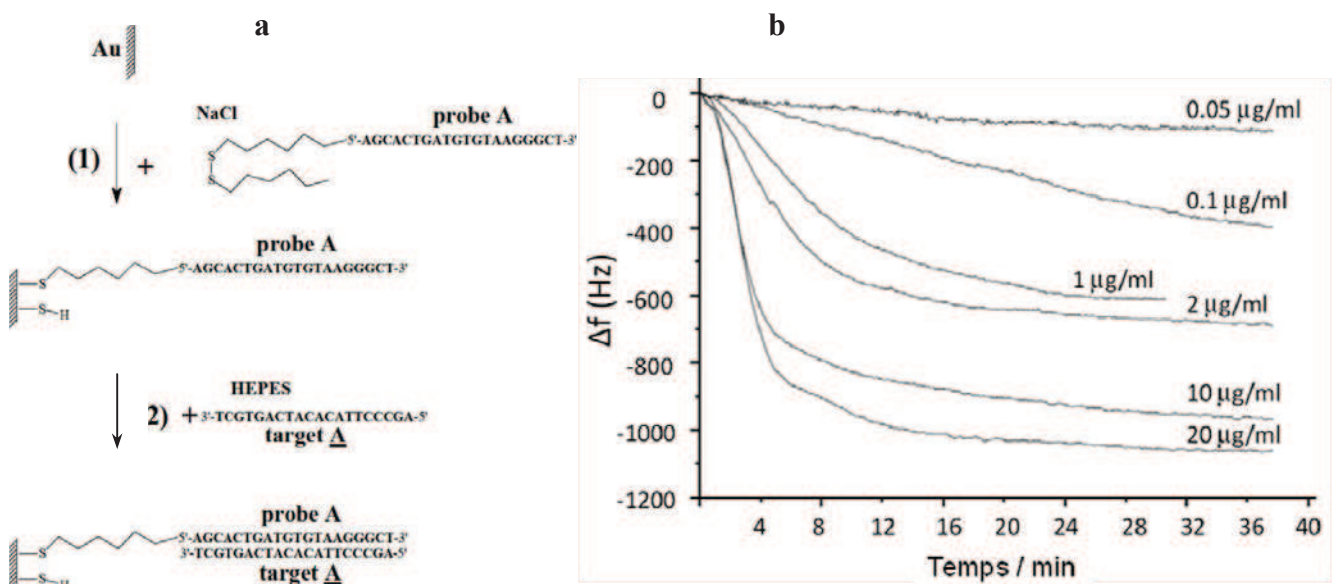 a
Au
NaCl
probe A
5'-AGCACTGATGTGTAAGGGCT-3'
(1)
+
S
S
probe A
5'-AGCACTGATGTGTAAGGGCT-3'
S
S
H
HEPES
2) + 3'-TCGTGACTACACATTCCCGA-5'
target A
probe A
5'-AGCACTGATGTGTAAGGGCT-3'
3'-TCGTGACTACACATTCCCGA-5'
target A
S
S
H
b
0
-200
-400
-600
-800
-1000
-1200
Δf (Hz)
0.05 µg/ml
0.1 µg/ml
1 µg/ml
2 µg/ml
10 µg/ml
20 µg/ml
4 8 12 16 20 24 28 32 36 40
Temps / min